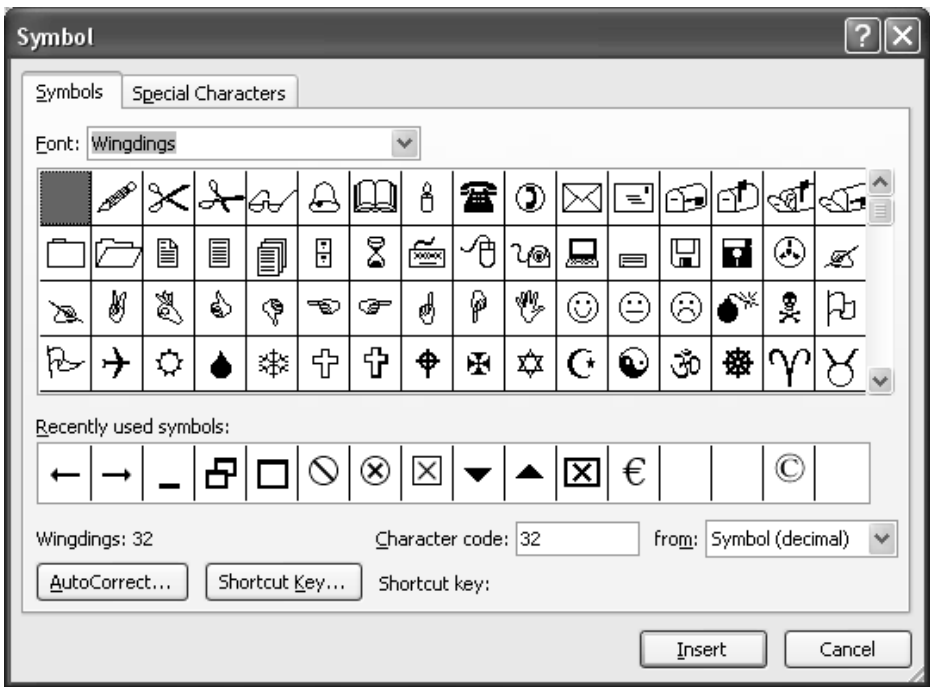 Symbol
Symbols Special Characters
Font: Wingdings
Recently used symbols:
€ ©
Wingdings: 32 Character code: 32 from: Symbol (decimal)
AutoCorrect... Shortcut Key... Shortcut key:
Insert Cancel